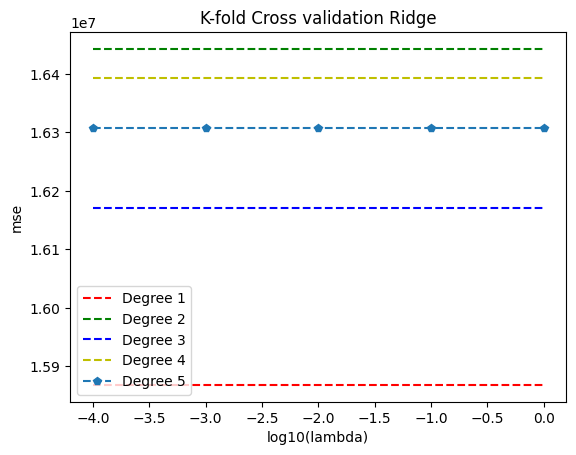 K-fold Cross validation Ridge
1e7
1.64
1.63
1.62
1.61
1.60
1.59
mse
Degree 1
Degree 2
Degree 3
Degree 4
Degree 5
−4.0 −3.5 −3.0 −2.5 −2.0 −1.5 −1.0 −0.5 0.0
log10(lambda)